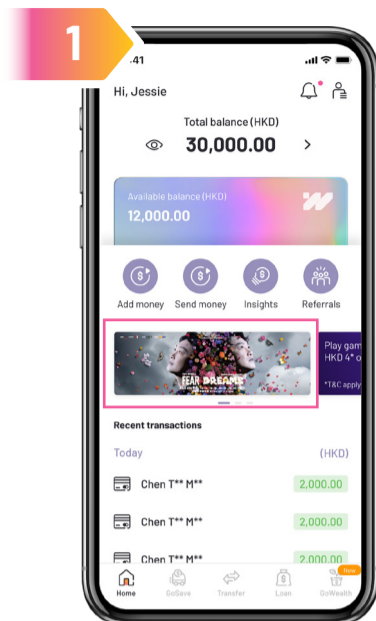 1
:41
Hi, Jessie
Total balance (HKD)
30,000.00
Available balance (HKD)
12,000.00
Add money
Send money
Insights
Referrals
FEAR DREAMS
Play gam
HKD 4* o
*T&C apply
Recent transactions
Today
(HKD)
Chen T** M**
2,000.00
Chen T** M**
2,000.00
Chen T** M**
2,000.00
Home
GoSave
Transfer
Loan
New
GoWealth